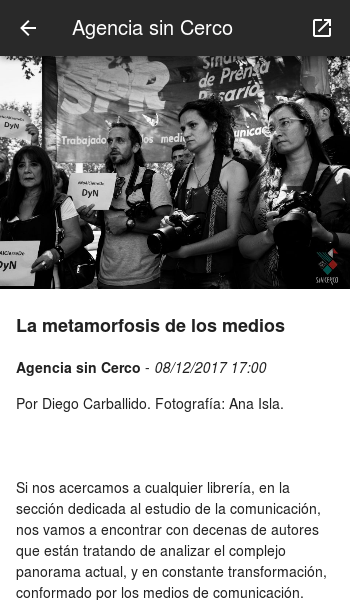 Agencia sin Cerco
Sindicato
de Prensa
Rosario
SPR
Trabajado os medi unicac
DyN
#NoAlCierreDe
DyN
DyN
SINCERCO
La metamorfosis de los medios
Agencia sin Cerco - 08/12/2017 17:00
Por Diego Carballido. Fotografía: Ana Isla.
Si nos acercamos a cualquier librería, en la
sección dedicada al estudio de la comunicación,
nos vamos a encontrar con decenas de autores
que están tratando de analizar el complejo
panorama actual, y en constante transformación,
conformado por los medios de comunicación.